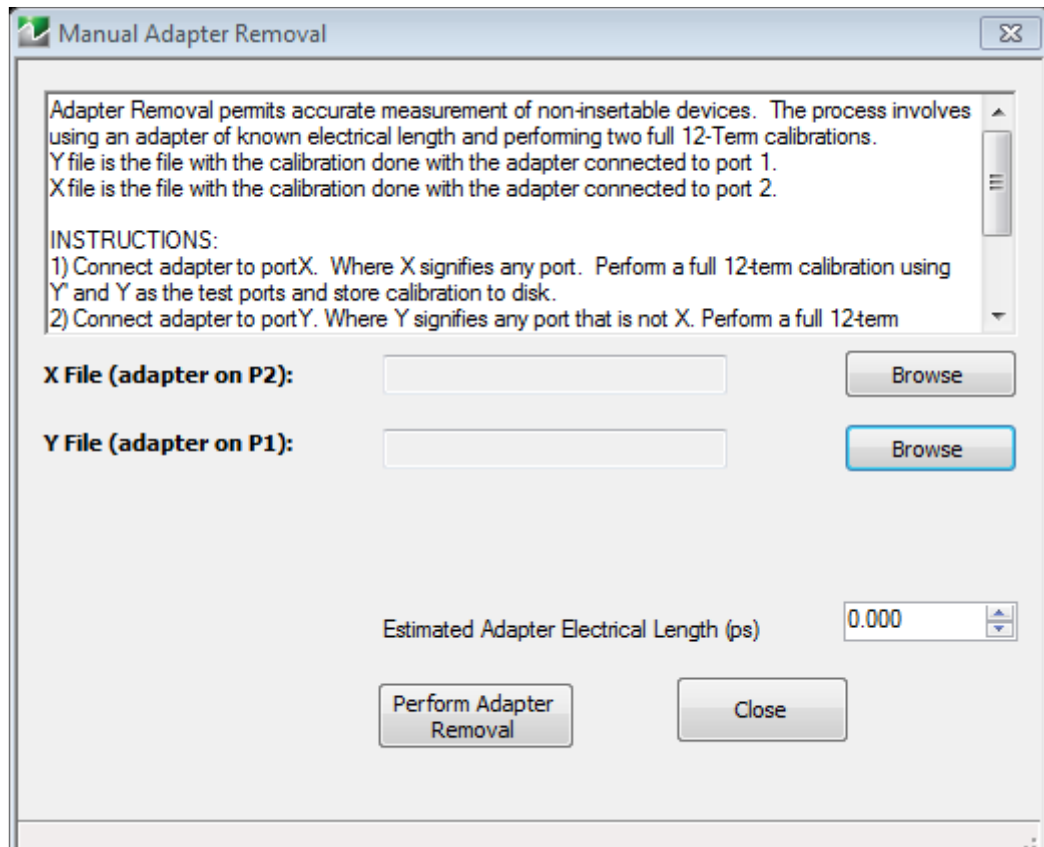 Manual Adapter Removal
Adapter Removal permits accurate measurement of non-insertable devices.  The process involves
using an adapter of known electrical length and performing two full 12-Term calibrations.
Y file is the file with the calibration done with the adapter connected to port 1.
X file is the file with the calibration done with the adapter connected to port 2.
INSTRUCTIONS:
1) Connect adapter to portX.  Where X signifies any port.  Perform a full 12-term calibration using
Y' and Y as the test ports and store calibration to disk.
2) Connect adapter to portY. Where Y signifies any port that is not X. Perform a full 12-term
X File (adapter on P2):
Browse
Y File (adapter on P1):
Browse
Estimated Adapter Electrical Length (ps)
0.000
Perform Adapter
Removal
Close